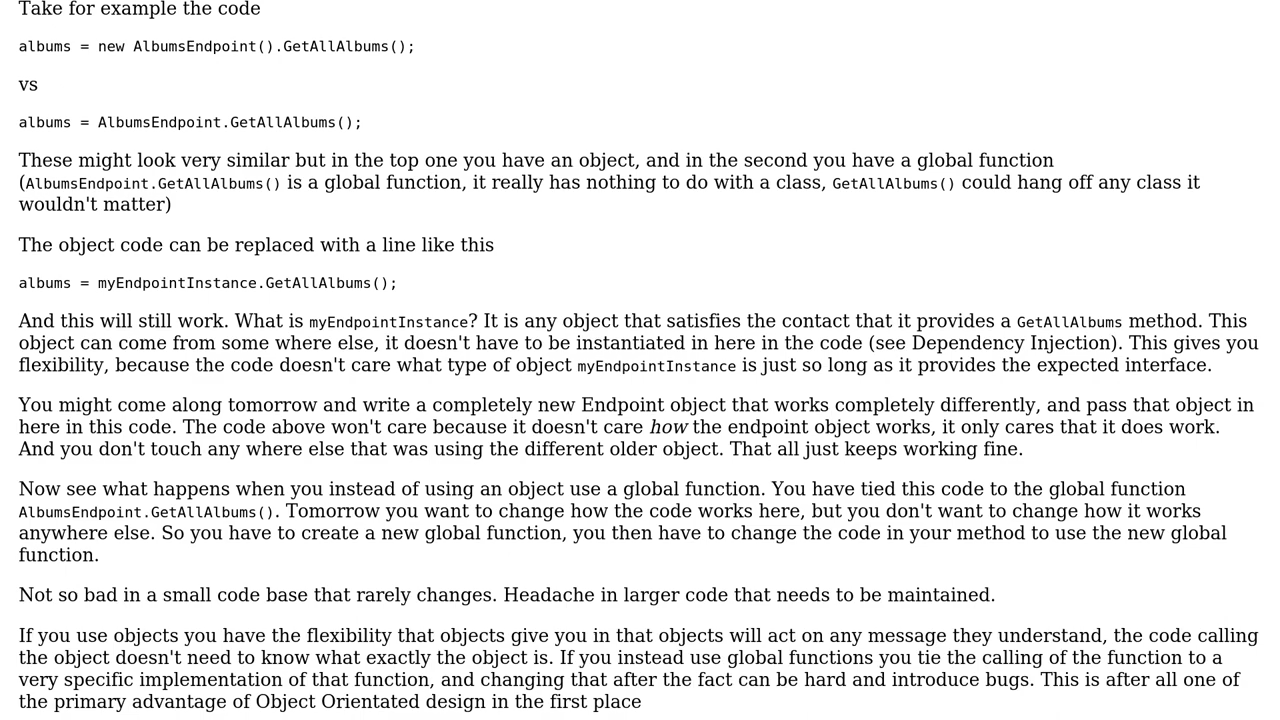 Take for example the code
albums = new AlbumsEndpoint().GetAllAlbums();
vs
albums = AlbumsEndpoint.GetAllAlbums();
These might look very similar but in the top one you have an object, and in the second you have a global function
(AlbumsEndpoint.GetAllAlbums() is a global function, it really has nothing to do with a class, GetAllAlbums() could hang off any class it
wouldn't matter)
The object code can be replaced with a line like this
albums = myEndpointInstance.GetAllAlbums();
And this will still work. What is myEndpointInstance? It is any object that satisfies the contact that it provides a GetAllAlbums method. This
object can come from some where else, it doesn't have to be instantiated in here in the code (see Dependency Injection). This gives you
flexibility, because the code doesn't care what type of object myEndpointInstance is just so long as it provides the expected interface.
You might come along tomorrow and write a completely new Endpoint object that works completely differently, and pass that object in
here in this code. The code above won't care because it doesn't care how the endpoint object works, it only cares that it does work.
And you don't touch any where else that was using the different older object. That all just keeps working fine.
Now see what happens when you instead of using an object use a global function. You have tied this code to the global function
AlbumsEndpoint.GetAllAlbums(). Tomorrow you want to change how the code works here, but you don't want to change how it works
anywhere else. So you have to create a new global function, you then have to change the code in your method to use the new global
function.
Not so bad in a small code base that rarely changes. Headache in larger code that needs to be maintained.
If you use objects you have the flexibility that objects give you in that objects will act on any message they understand, the code calling
the object doesn't need to know what exactly the object is. If you instead use global functions you tie the calling of the function to a
very specific implementation of that function, and changing that after the fact can be hard and introduce bugs. This is after all one of
the primary advantage of Object Orientated design in the first place